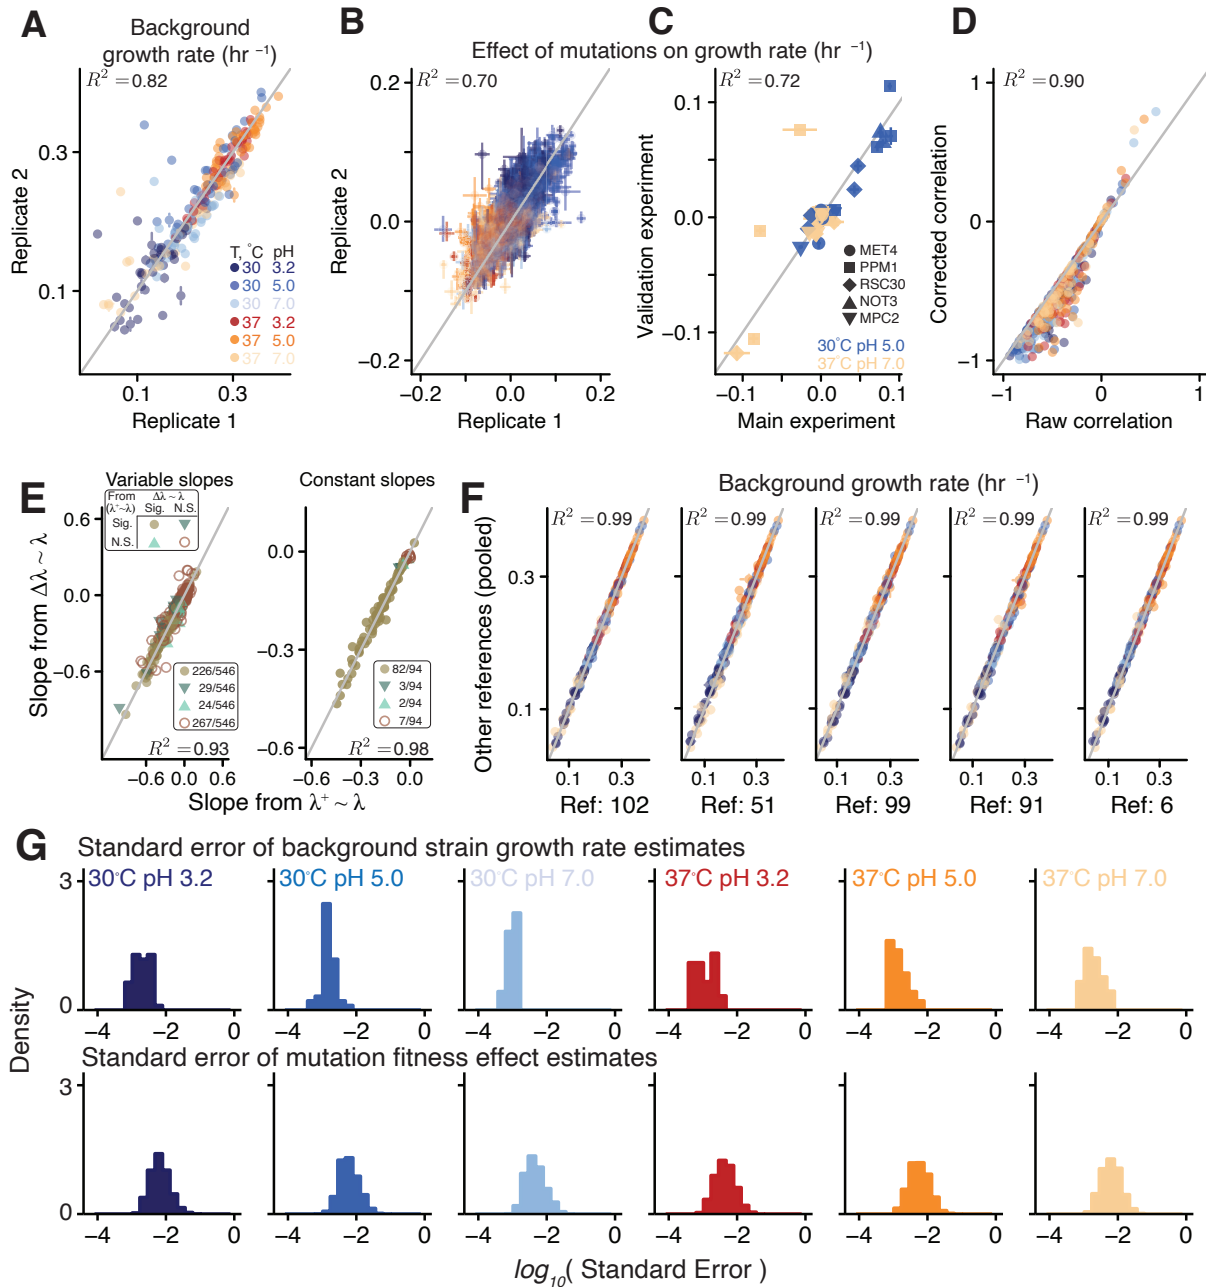 A
Background
growth rate (hr −1)
R² = 0.82
0.3
0.1
Replicate 2
T, °C pH
30 3.2
30 5.0
30 7.0
37 3.2
37 5.0
37 7.0
0.1 0.3
Replicate 1
B
Effect of mutations on growth rate (hr −1)
R² = 0.70
0.2
0.0
−0.2
Replicate 2
−0.2 0.0 0.2
Replicate 1
C
R² = 0.72
0.1
0.0
−0.1
Validation experiment
MET4
PPM1
RSC30
NOT3
MPC2
30°C pH 5.0
37°C pH 7.0
−0.1 0.0 0.1
Main experiment
D
R² = 0.90
1
0
−1
Corrected correlation
−1 0 1
Raw correlation
E
Variable slopes
From Δλ ~ λ
(λ⁺~λ) Sig. N.S.
Sig.
N.S.
0.6
0.0
−0.6
Slope from Δλ ~ λ
226/546
29/546
24/546
267/546
R² = 0.93
−0.6 0.0 0.6
Constant slopes
0.0
−0.3
−0.6
82/94
3/94
2/94
7/94
R² = 0.98
−0.6 −0.3 0.0
Slope from λ⁺ ~ λ
F
Background growth rate (hr −1)
R² = 0.99 R² = 0.99 R² = 0.99 R² = 0.99 R² = 0.99
0.3
0.1
Other references (pooled)
0.1 0.3 0.1 0.3 0.1 0.3 0.1 0.3 0.1 0.3
Ref: 102 Ref: 51 Ref: 99 Ref: 91 Ref: 6
G
Standard error of background strain growth rate estimates
30°C pH 3.2 30°C pH 5.0 30°C pH 7.0 37°C pH 3.2 37°C pH 5.0 37°C pH 7.0
3
0
Density
−4 −2 0 −4 −2 0 −4 −2 0 −4 −2 0 −4 −2 0 −4 −2 0
Standard error of mutation fitness effect estimates
3
0
−4 −2 0 −4 −2 0 −4 −2 0 −4 −2 0 −4 −2 0 −4 −2 0
log10( Standard Error )